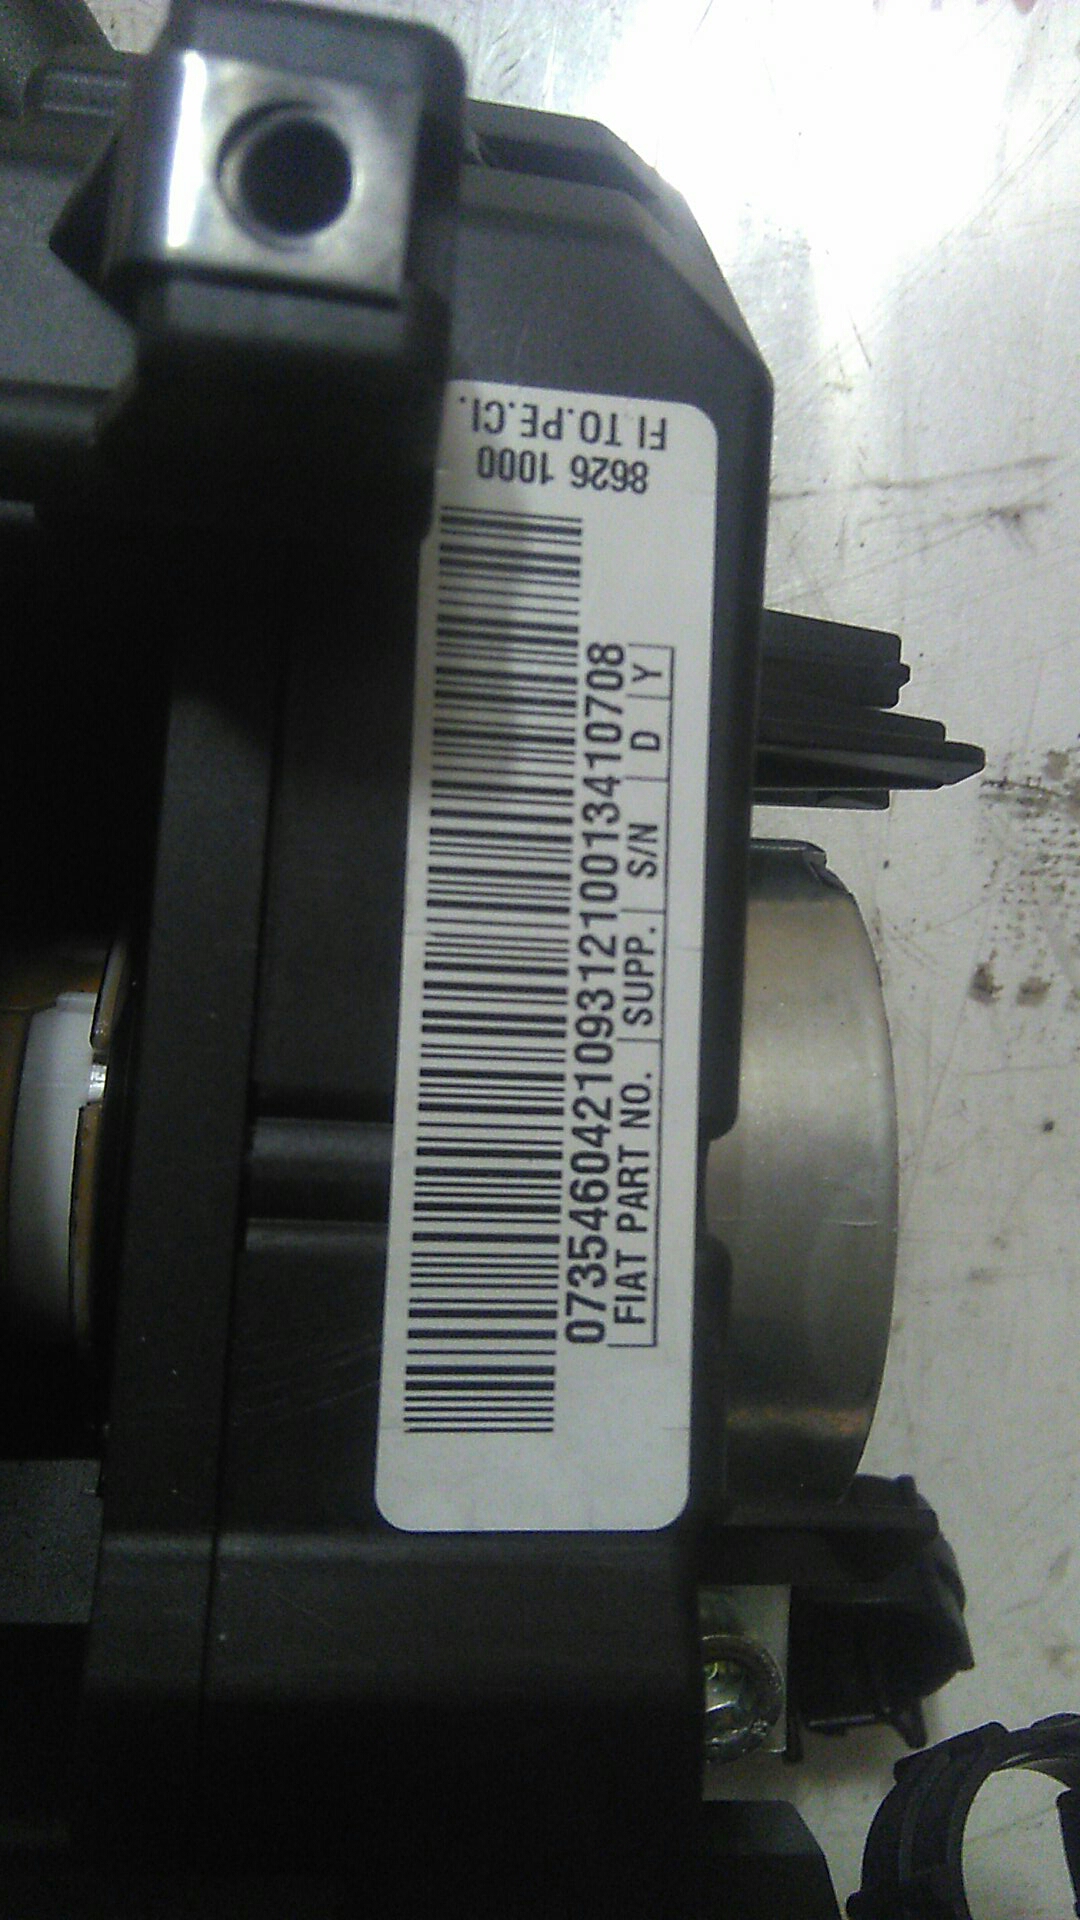 FI.TO.PE.CI.
8626 1000
07354604210931210013410708
FIAT PART NO. SUPP. S/N D Y